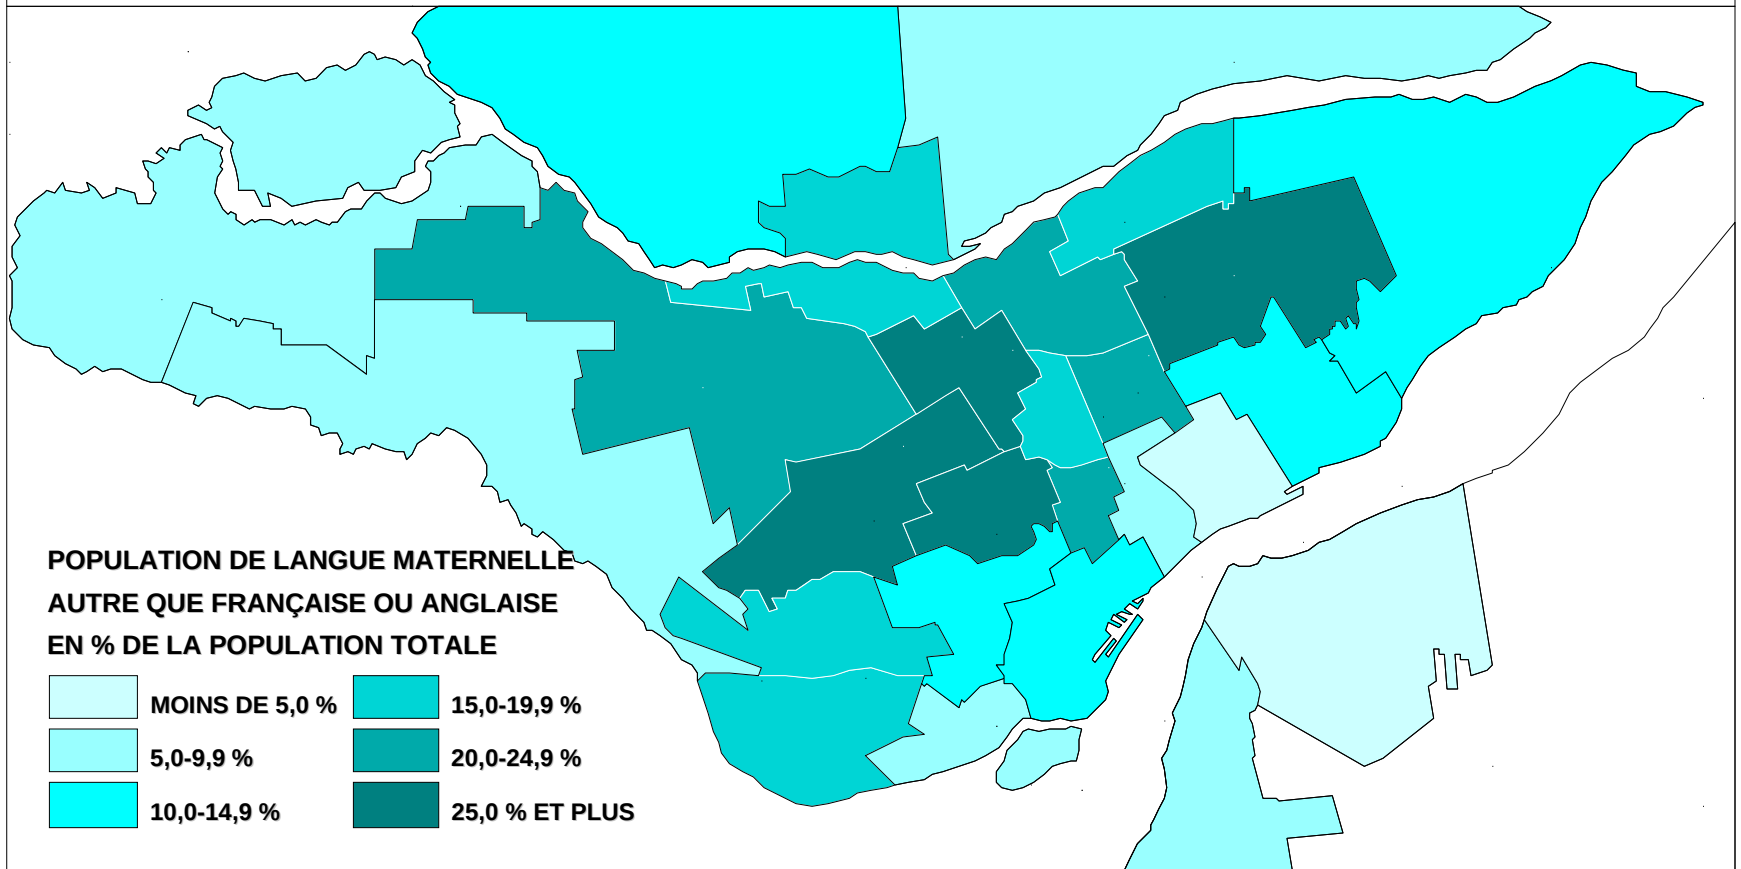 POPULATION DE LANGUE MATERNELLE
AUTRE QUE FRANÇAISE OU ANGLAISE
EN % DE LA POPULATION TOTALE
MOINS DE 5,0 %
5,0-9,9 %
10,0-14,9 %
15,0-19,9 %
20,0-24,9 %
25,0 % ET PLUS